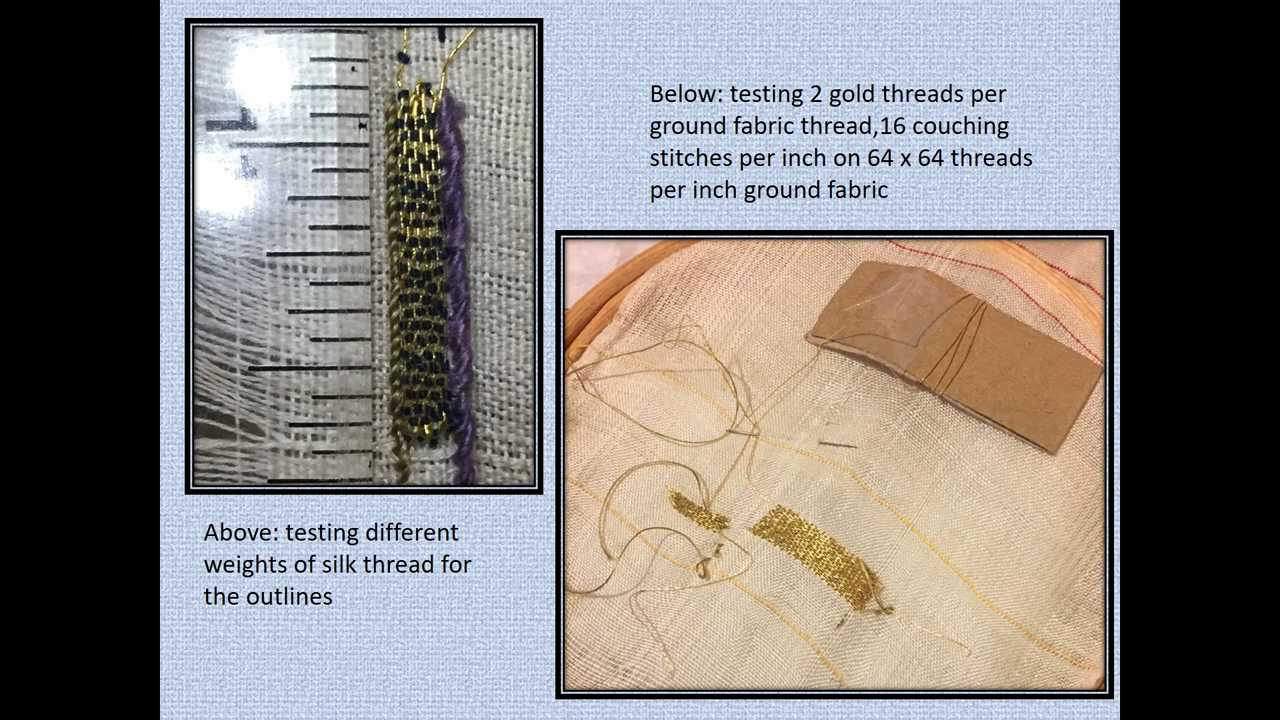 Below: testing 2 gold threads per
ground fabric thread,16 couching
stitches per inch on 64 x 64 threads
per inch ground fabric
Above: testing different
weights of silk thread for
the outlines